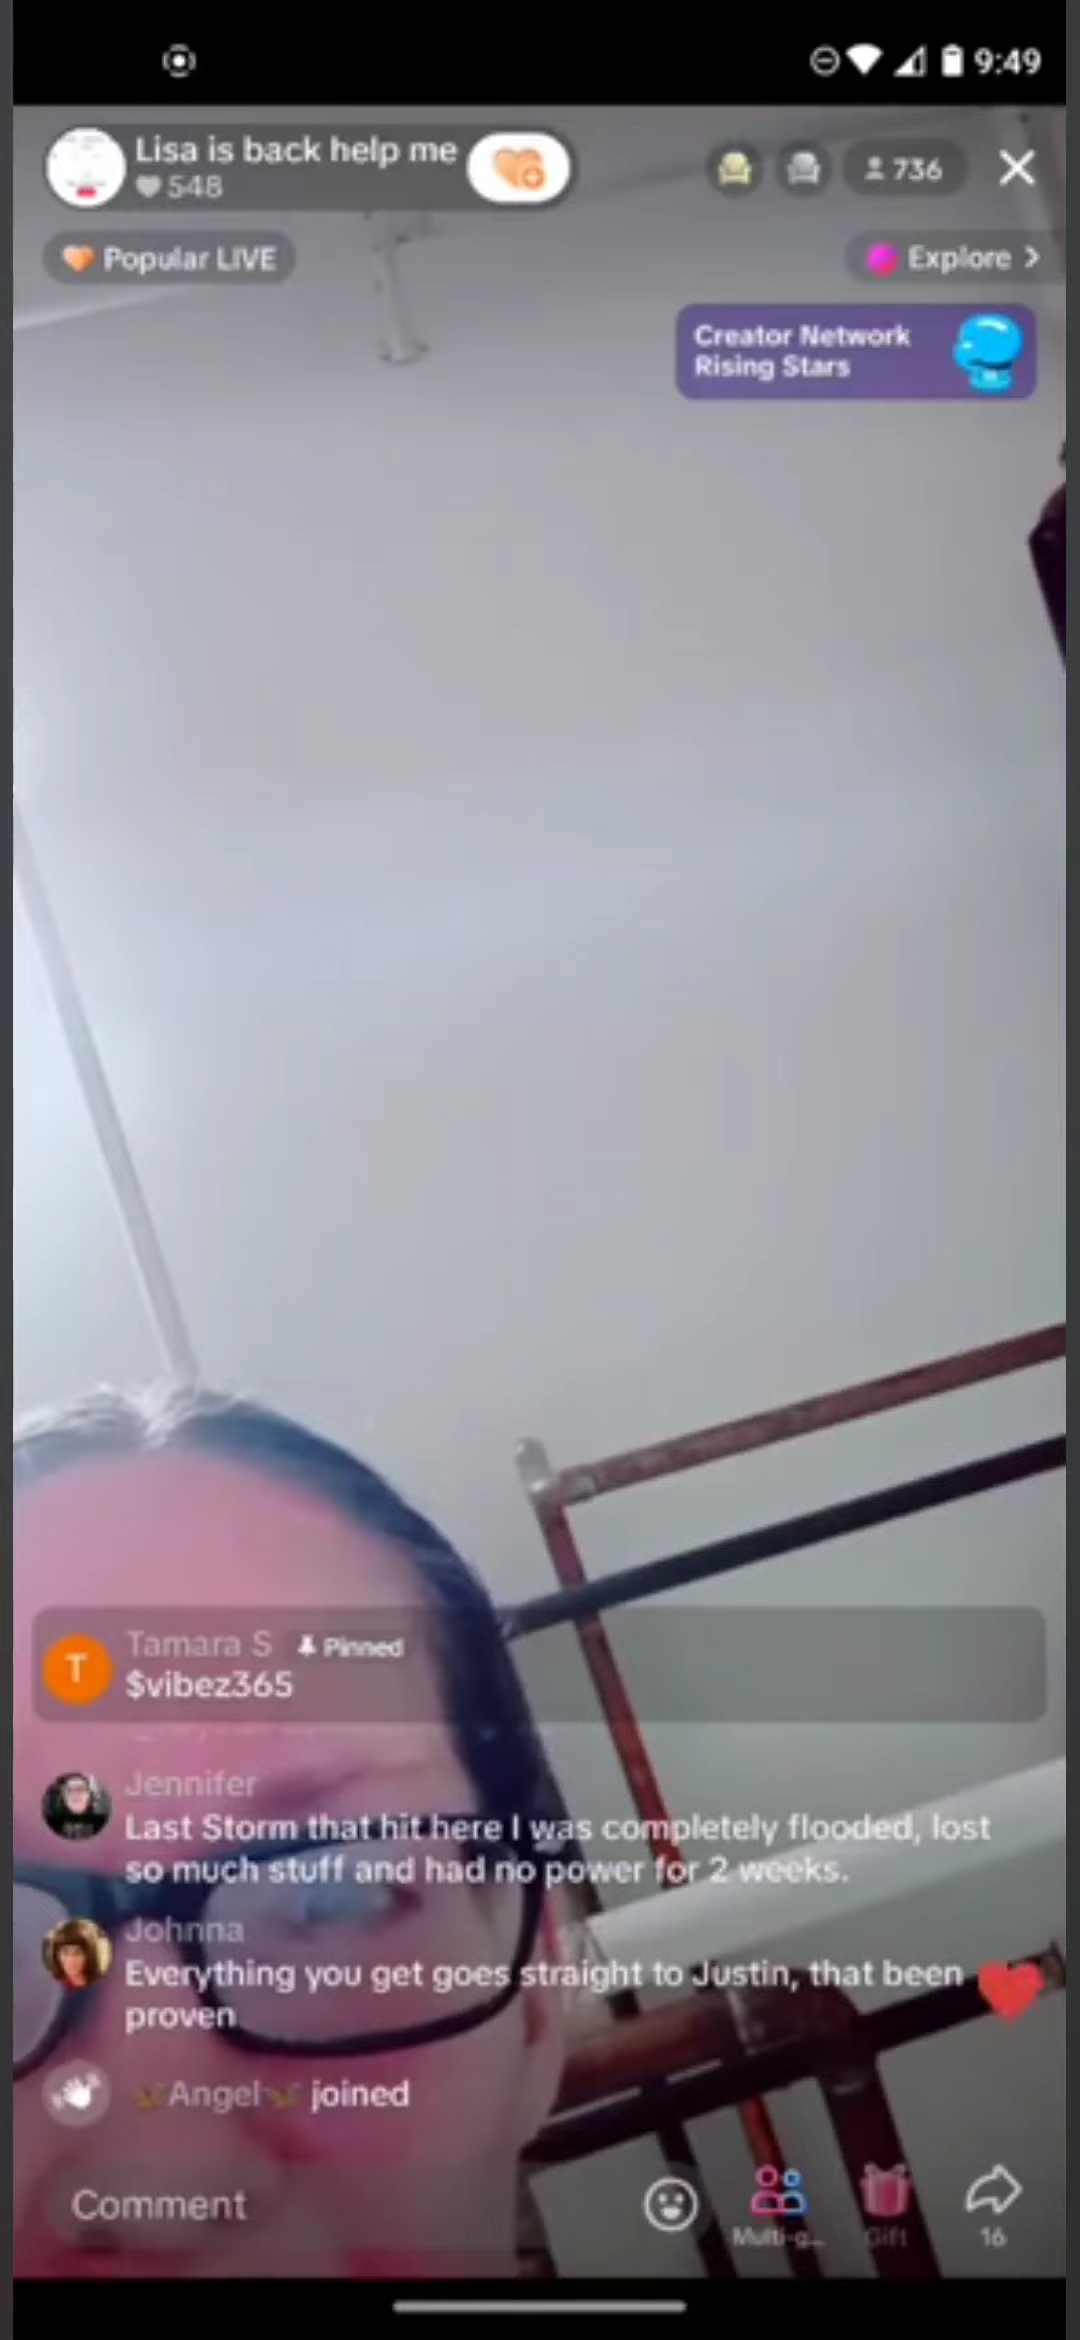 9:49
Lisa is back help me
548
736
Popular LIVE
Explore >
Creator Network
Rising Stars
Tamara S Pinned
T
$vibez365
Jennifer
Last Storm that hit here I was completely flooded, lost
so much stuff and had no power for 2 weeks.
Johnna
Everything you get goes straight to Justin, that been
proven
Angel joined
Comment
Multi-g...
Gift
16